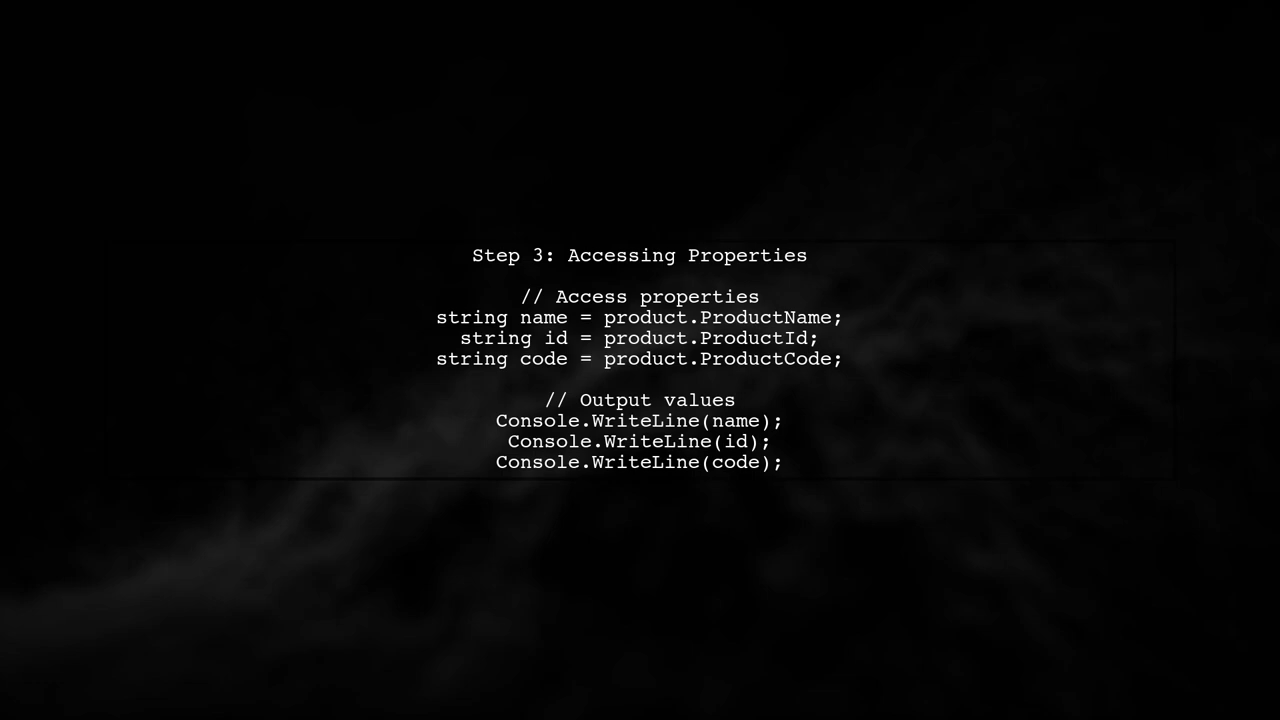 Step 3: Accessing Properties
// Access properties
string name = product.ProductName;
string id = product.ProductId;
string code = product.ProductCode;
// Output values
Console.WriteLine(name);
Console.WriteLine(id);
Console.WriteLine(code);